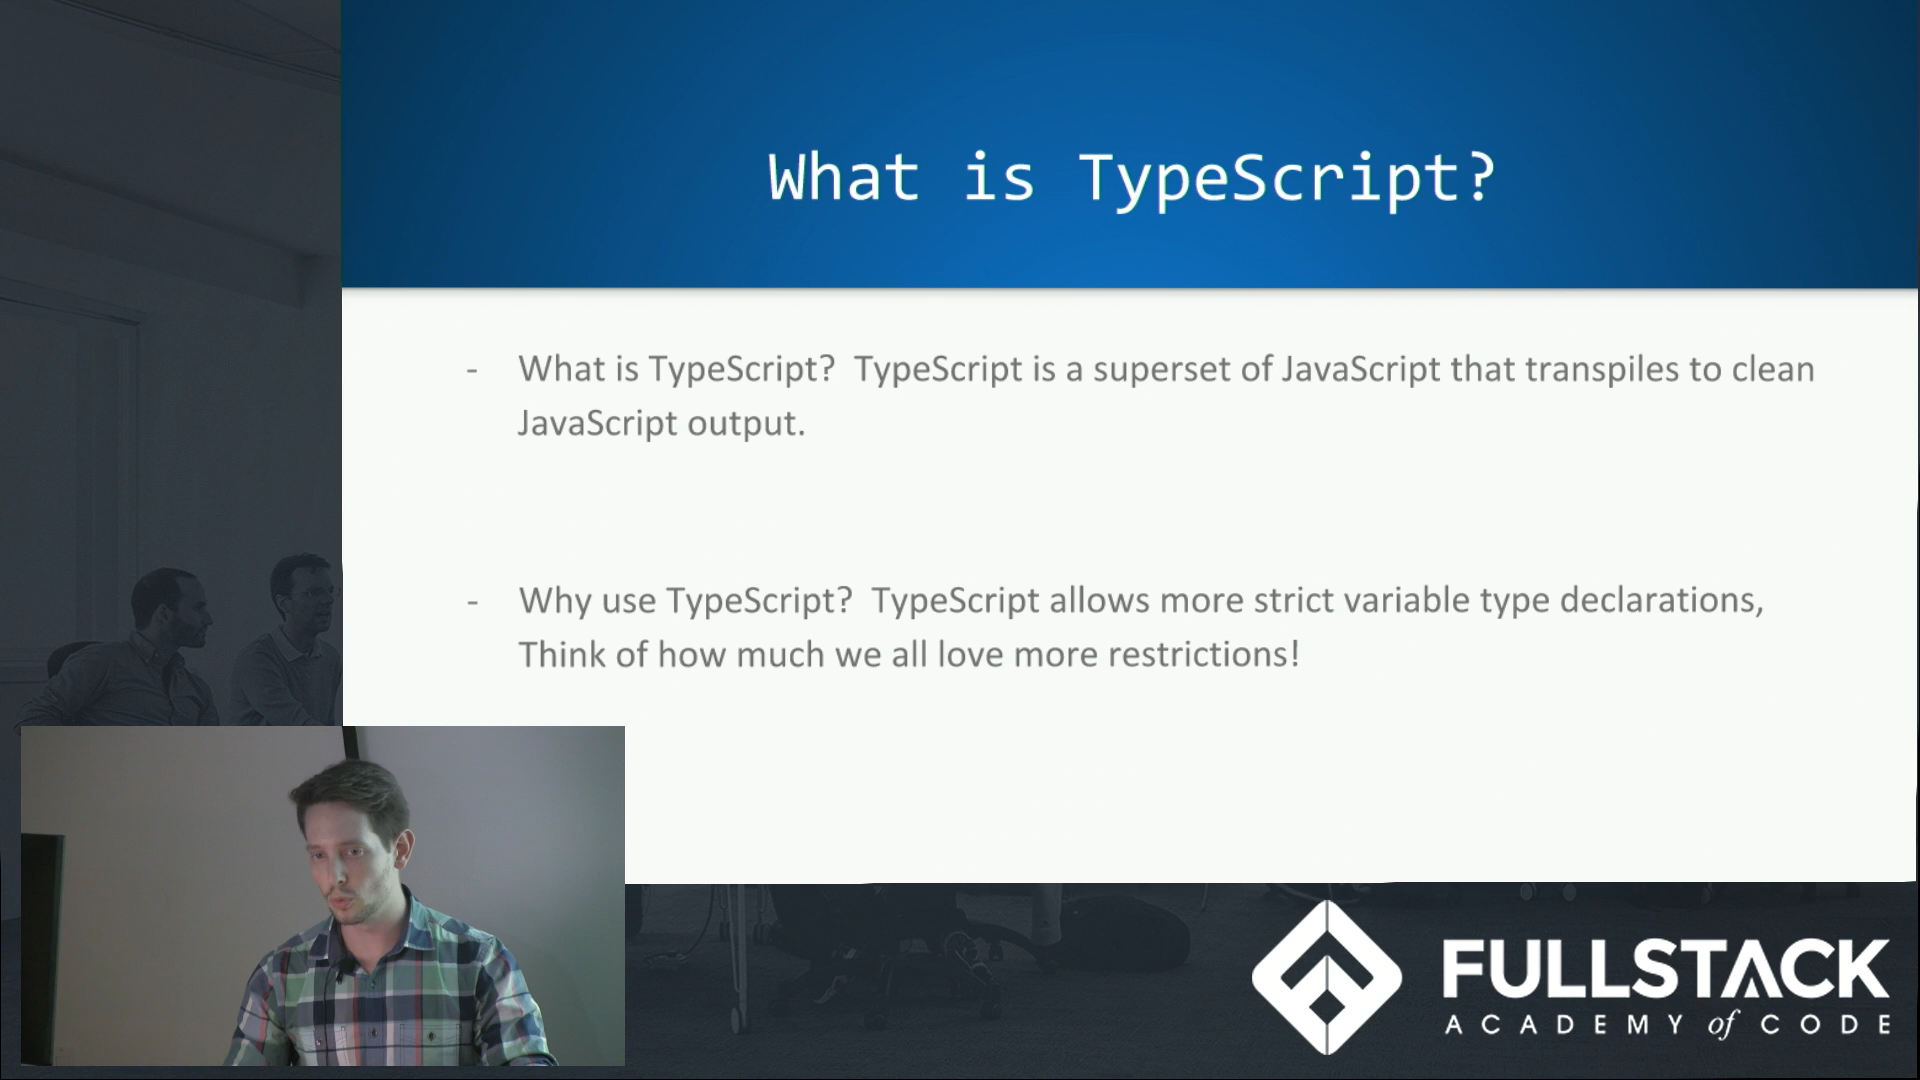 What is TypeScript?
- What is TypeScript?  TypeScript is a superset of JavaScript that transpiles to clean
JavaScript output.
- Why use TypeScript?  TypeScript allows more strict variable type declarations,
Think of how much we all love more restrictions!
FULLSTACK
ACADEMY of CODE